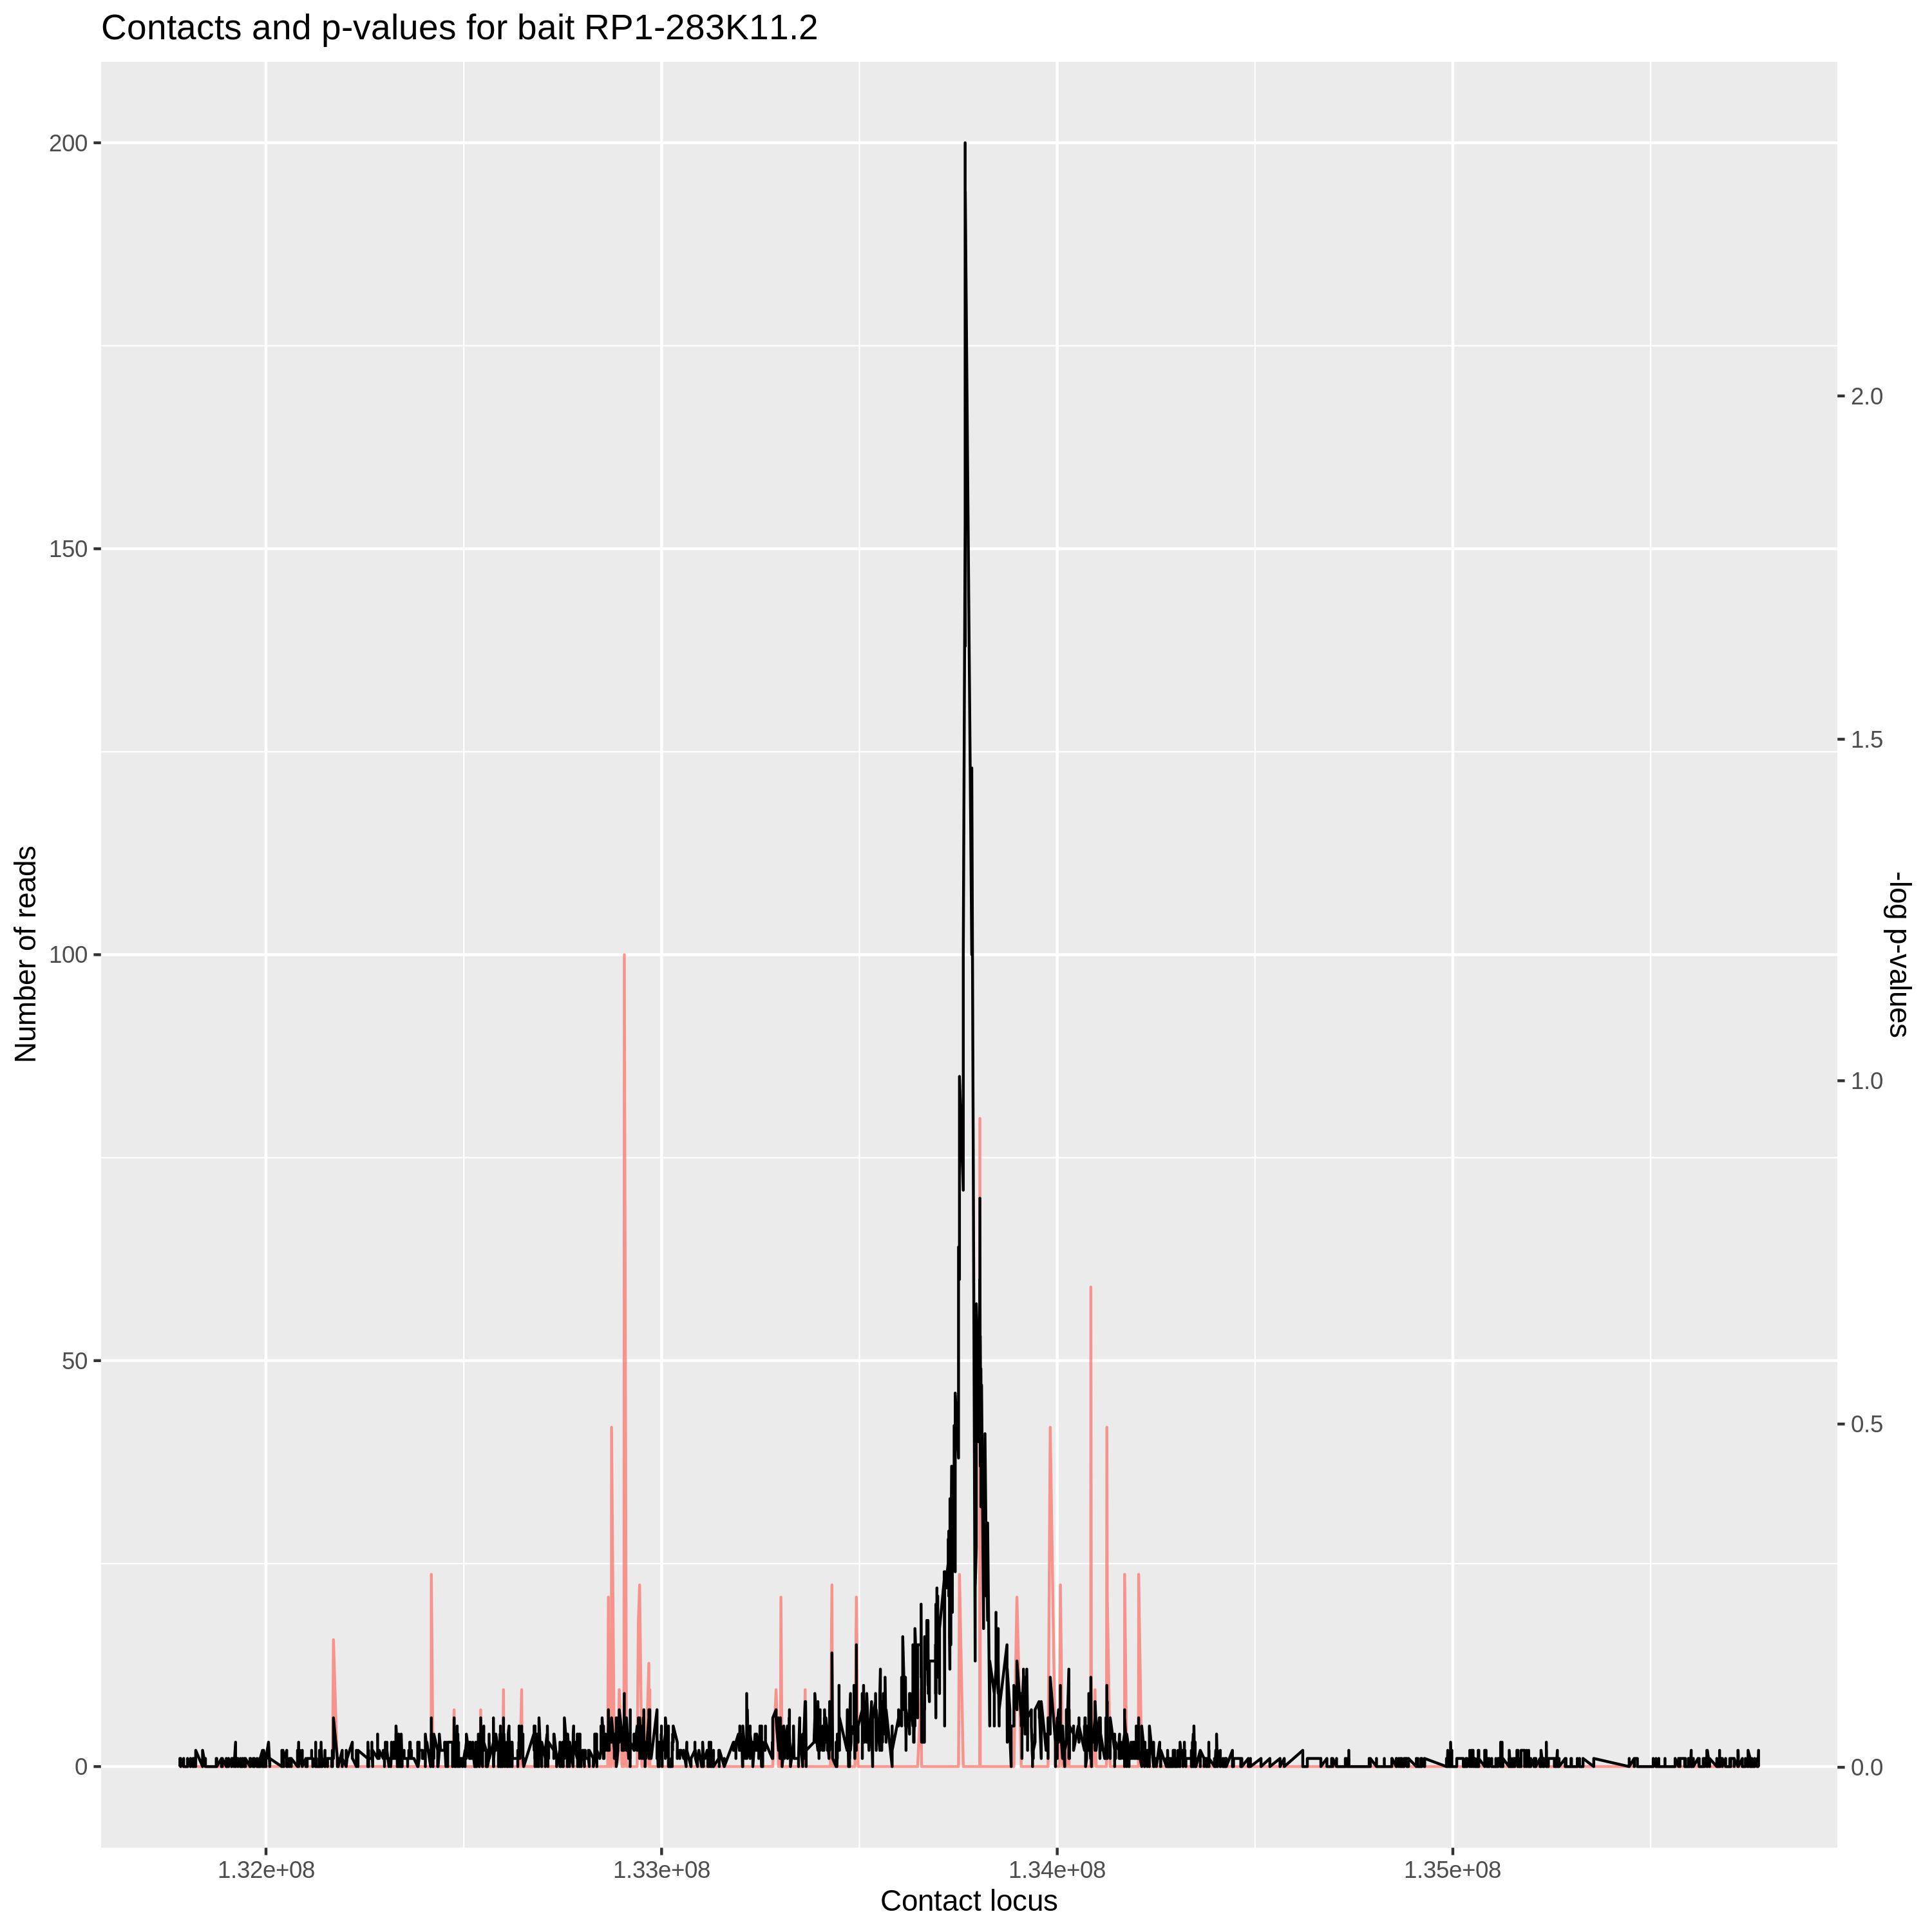 Contacts and p-values for bait RP1-283K11.2
200
150
100
50
0
Number of reads
2.0
1.5
1.0
0.5
0.0
-log p-values
1.32e+08
1.33e+08
1.34e+08
1.35e+08
Contact locus